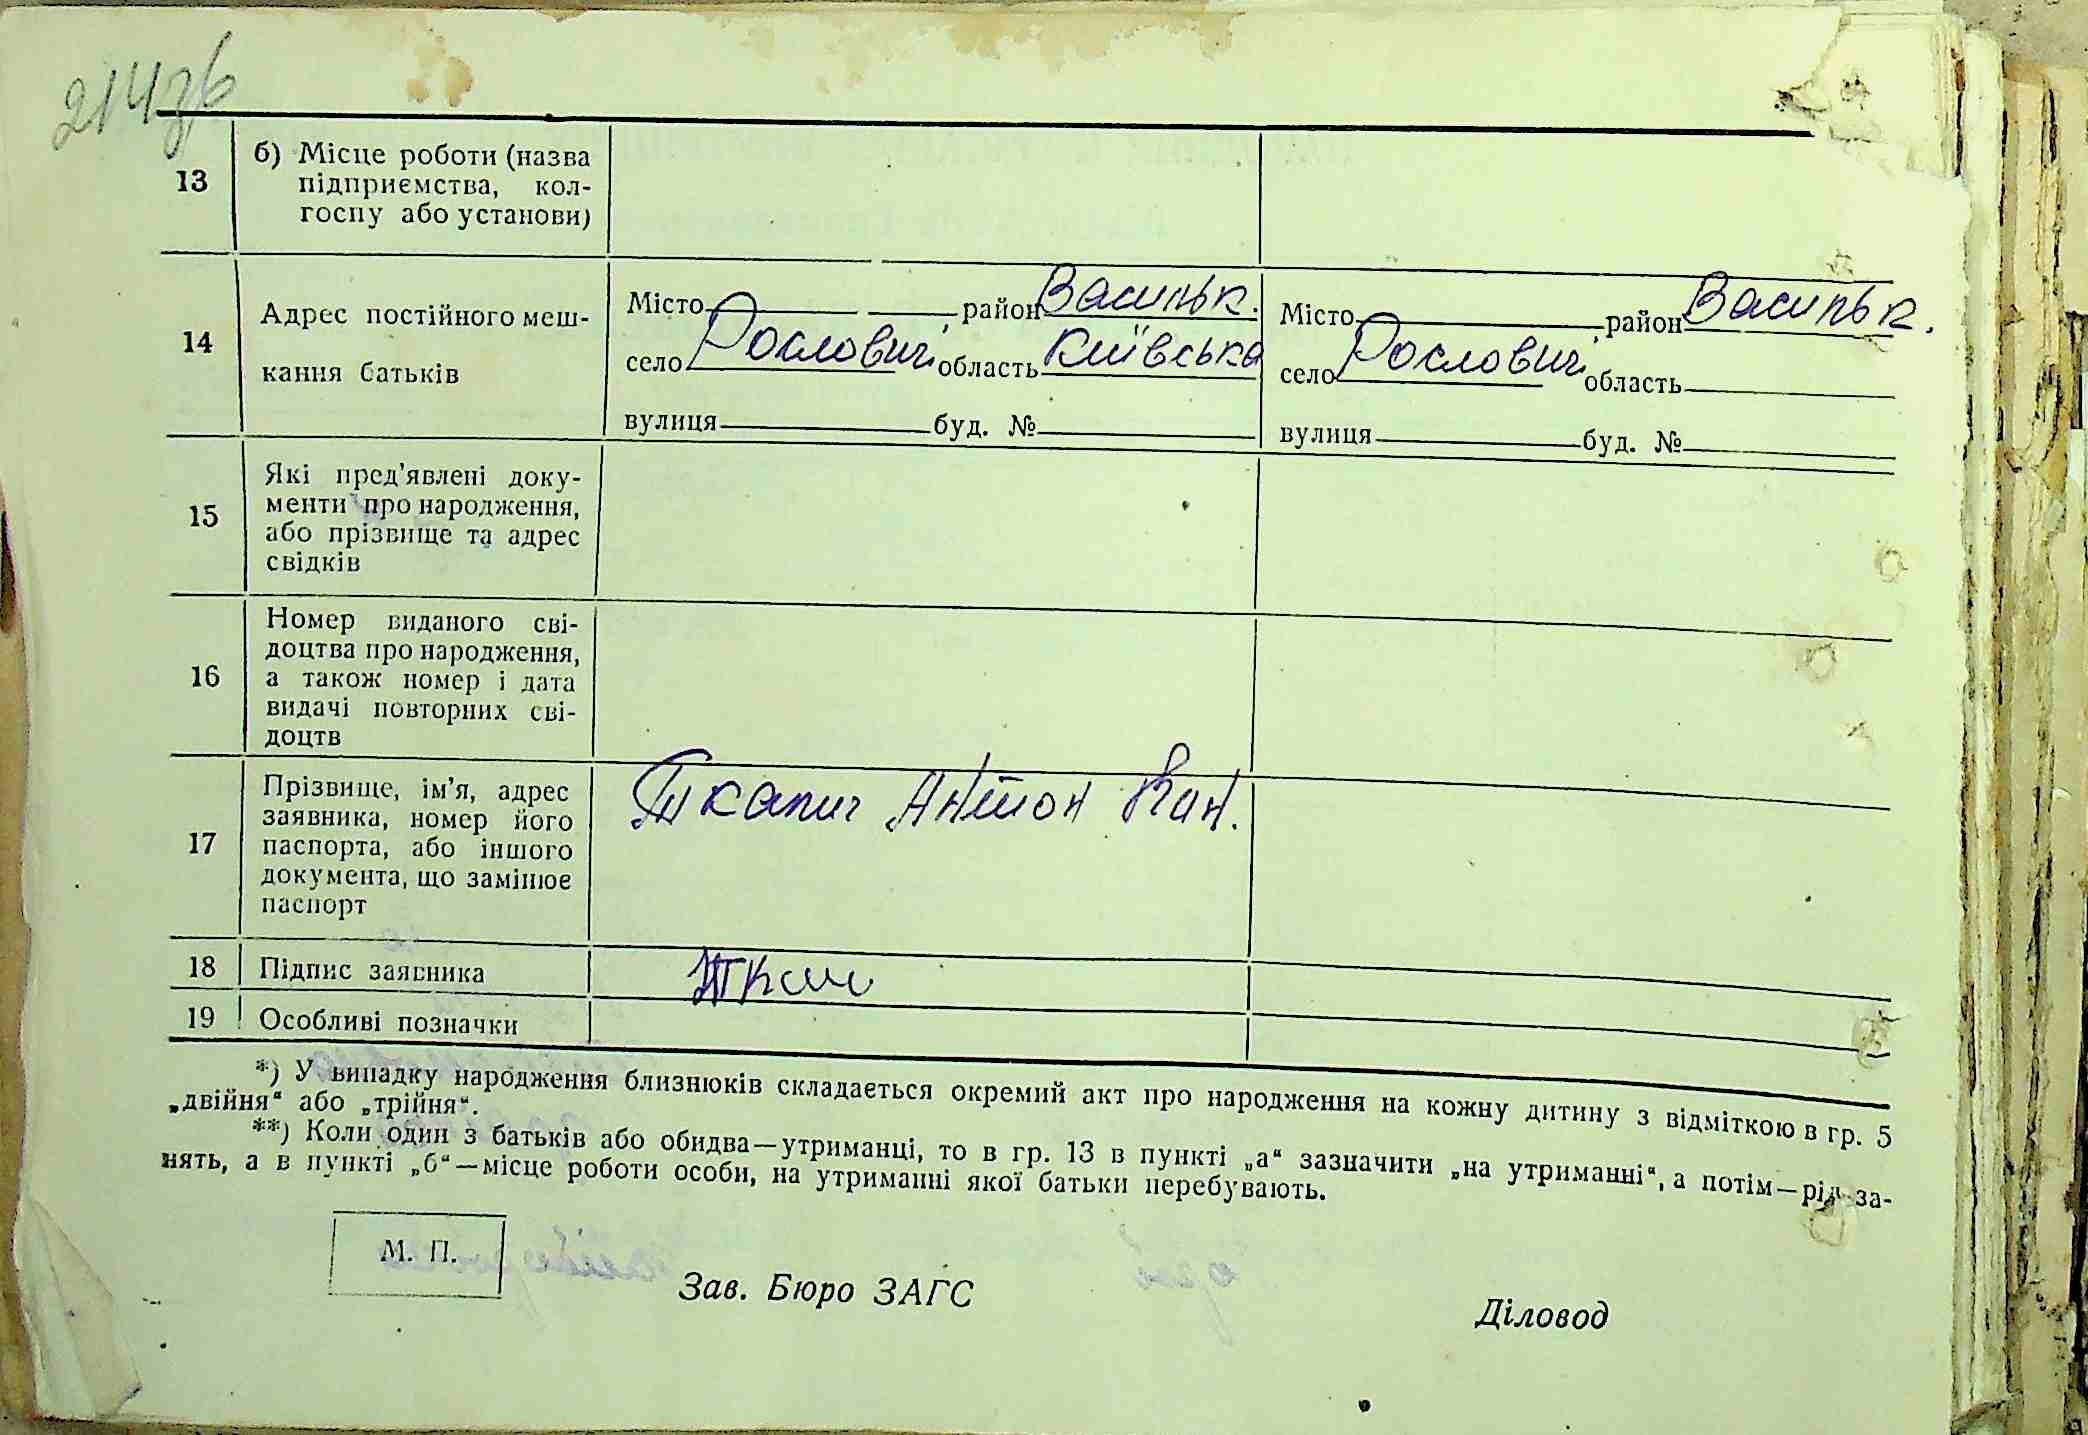 214зв
13
б) Місце роботи (назва
підприємства, кол-
госпу або установи)
14
Адрес постійного меш-
кання батьків
Місто район Васильк.
село Рословичі область Київська
вулиця буд. №
Місто район Васильк.
село Рословичі область
вулиця буд. №
15
Які пред'явлені доку-
менти про народження,
або прізвище та адрес
свідків
16
Номер виданого сві-
доцтва про народження,
а також номер і дата
видачі повторних сві-
доцтв
17
Прізвище, ім'я, адрес
заявника, номер його
паспорта, або іншого
документа, що замінює
паспорт
Ткалич Антон
18 Підпис заявника
19 Особливі позначки
*) У випадку народження близнюків складається окремий акт про народження на кожну дитину з відміткою в гр. 5
„двійня“ або „трійня“.
**) Коли один з батьків або обидва—утриманці, то в гр. 13 в пункті „а“ зазначити „на утриманні“, а потім—рід за-
нять, а в пункті „б“—місце роботи особи, на утриманні якої батьки перебувають.
М. П.
Зав. Бюро ЗАГС
Діловод